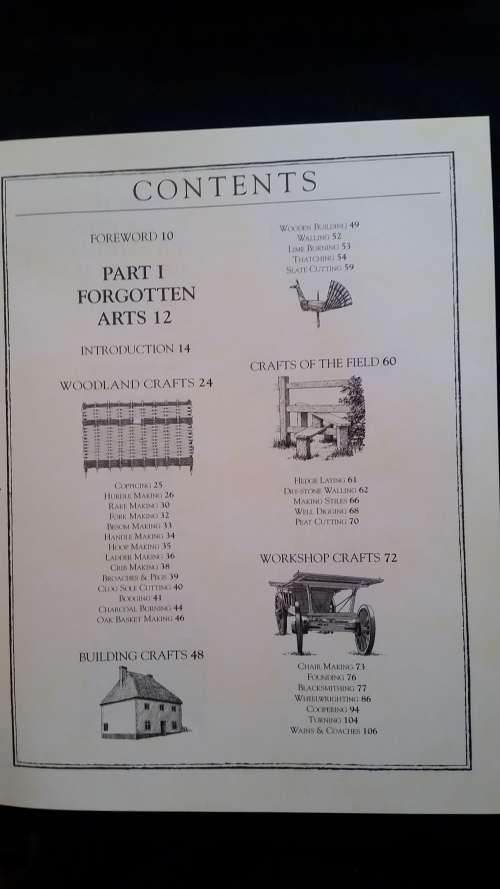 CONTENTS
FOREWORD 10
PART I
FORGOTTEN
ARTS 12
INTRODUCTION 14
WOODLAND CRAFTS 24
COPPICING 25
HURDLE MAKING 26
RAKE MAKING 30
FORK MAKING 32
BESOM MAKING 33
HANDLE MAKING 34
HOOP MAKING 35
LADDER MAKING 36
CRIB MAKING 38
BROACHES & PEGS 39
CLOG SOLE CUTTING 40
BODGING 41
CHARCOAL BURNING 44
OAK BASKET MAKING 46
BUILDING CRAFTS 48
WOODEN BUILDING 49
WALLING 52
LIME BURNING 53
THATCHING 54
SLATE CUTTING 59
CRAFTS OF THE FIELD 60
HEDGE LAYING 61
DRY-STONE WALLING 62
MAKING STILES 66
WELL DIGGING 68
PEAT CUTTING 70
WORKSHOP CRAFTS 72
CHAIR MAKING 73
FOUNDING 76
BLACKSMITHING 77
WHEELWRIGHTING 86
COOPERING 94
TURNING 104
WAINS & COACHES 106